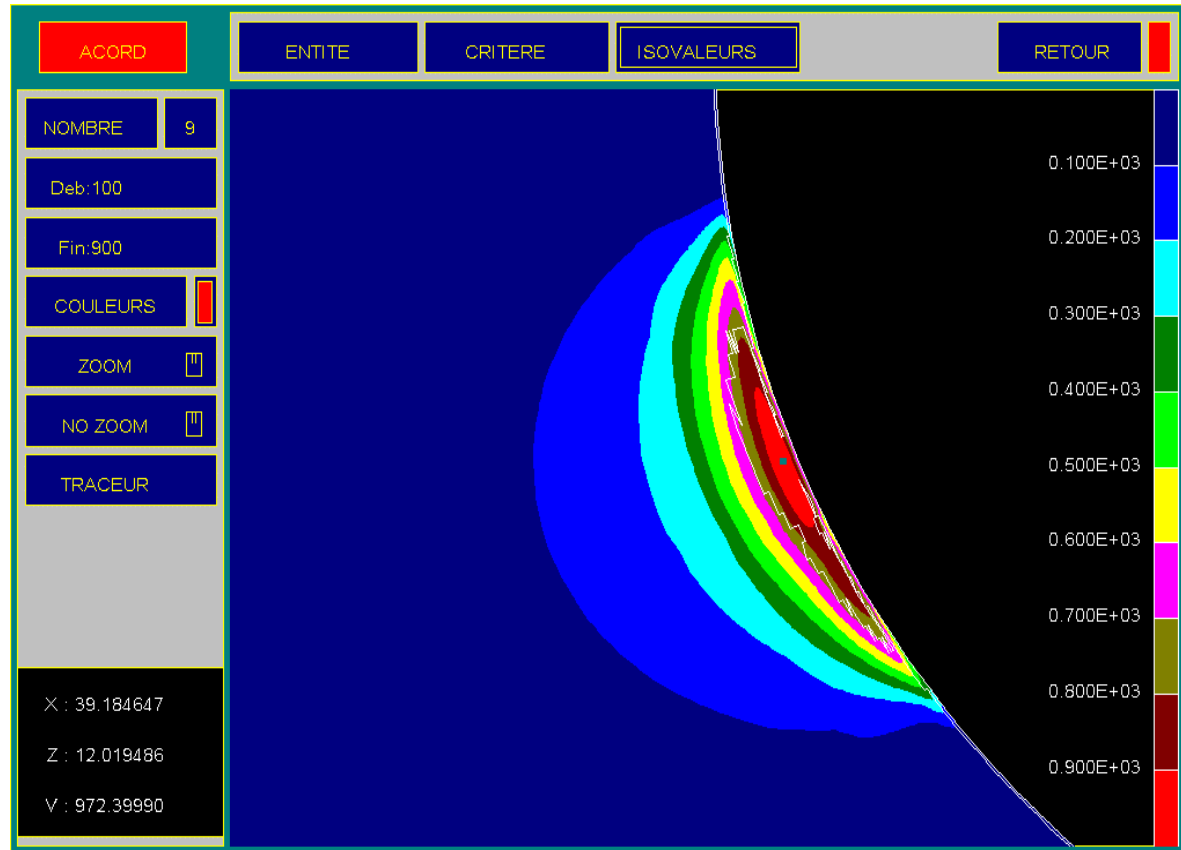 ACORD
ENTITE
CRITERE
ISOVALEURS
RETOUR
NOMBRE 9
Deb:100
Fin:900
COULEURS
ZOOM
NO ZOOM
TRACEUR
X : 39.184647
Z : 12.019486
V : 972.39990
0.100E+03
0.200E+03
0.300E+03
0.400E+03
0.500E+03
0.600E+03
0.700E+03
0.800E+03
0.900E+03